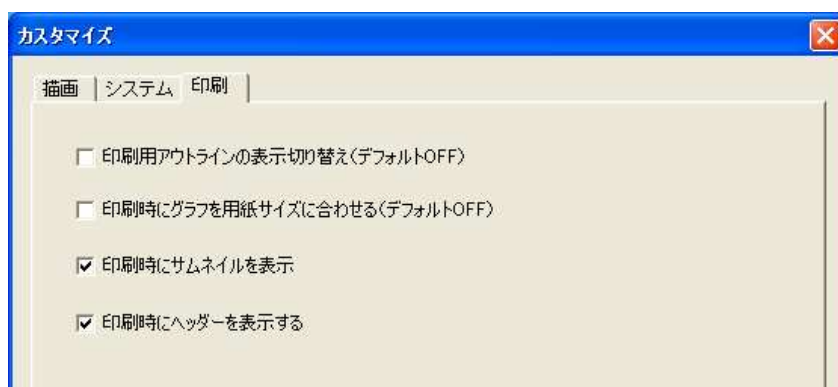 カスタマイズ
描画 システム 印刷
印刷用アウトラインの表示切り替え(デフォルトOFF)
印刷時にグラフを用紙サイズに合わせる(デフォルトOFF)
印刷時にサムネイルを表示
印刷時にヘッダーを表示する